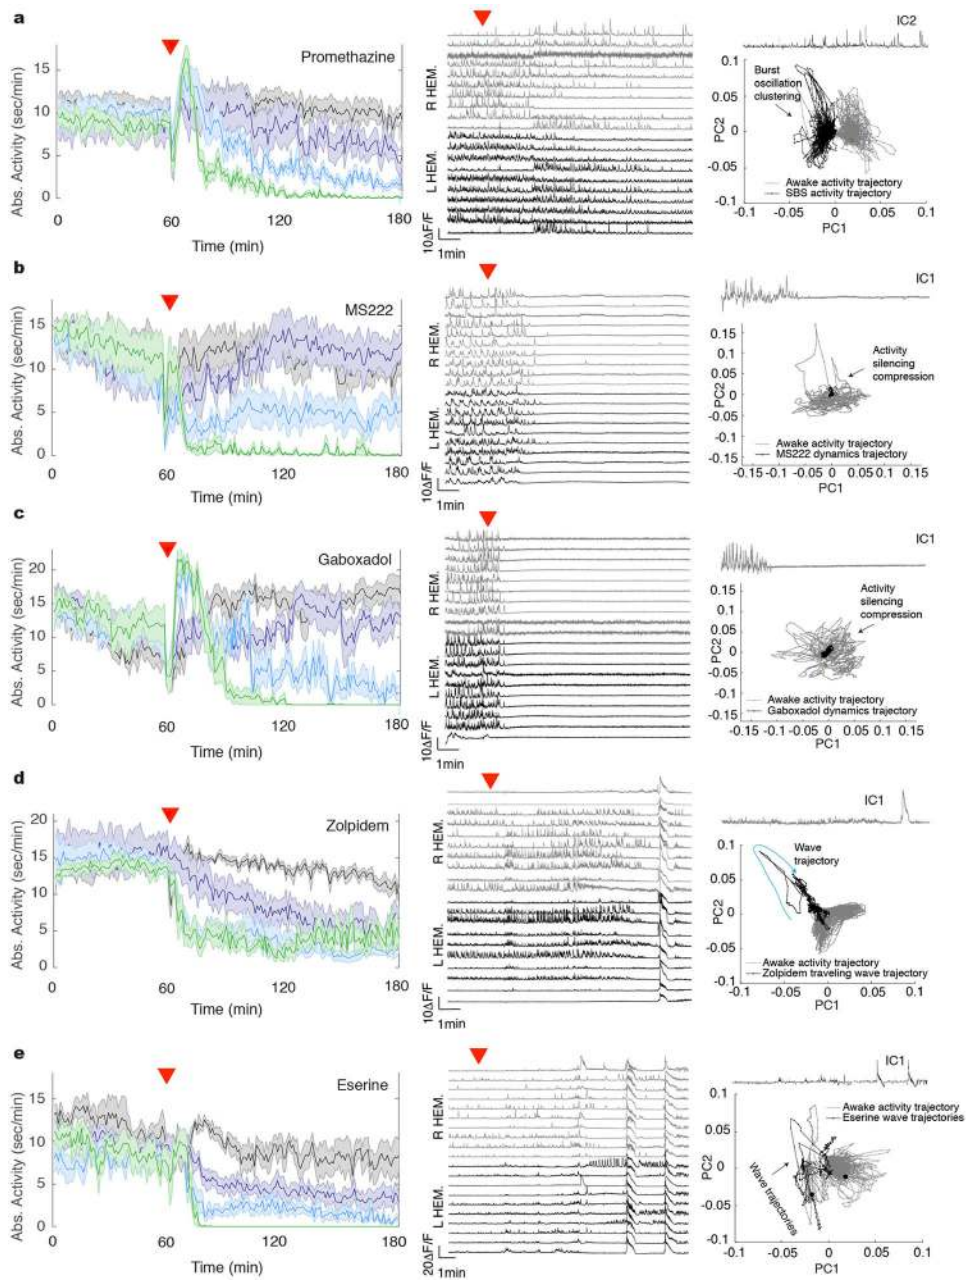 a
Promethazine
Abs. Activity (sec/min)
15
10
5
0
0
60
120
180
Time (min)
R HEM.
L HEM.
10ΔF/F
1min
IC2
0.1
0.05
0
-0.05
-0.1
PC2
Burst
oscillation
clustering
Awake activity trajectory
SBS activity trajectory
-0.1
-0.05
0
0.05
0.1
PC1
b
MS222
Abs. Activity (sec/min)
15
10
5
0
0
60
120
180
Time (min)
R HEM.
L HEM.
10ΔF/F
1min
IC1
0.15
0.1
0.05
0
0.05
-0.1
-0.15
PC2
Activity
silencing
compression
Awake activity trajectory
MS222 dynamics trajectory
-0.15
-0.1
0.05
0
0.05
0.1
0.15
PC1
c
Gaboxadol
Abs. Activity (sec/min)
20
15
10
5
0
0
60
120
180
Time (min)
R HEM.
L HEM.
10ΔF/F
1min
IC1
0.15
0.1
0.05
0
-0.05
-0.1
0.15
PC2
Activity
silencing
compression
Awake activity trajectory
Gaboxadol dynamics trajectory
-0.15
-0.1
0.05
0
0.05
0.1
0.15
PC1
d
Zolpidem
Abs. Activity (sec/min)
20
15
10
5
0
0
60
120
180
Time (min)
R HEM.
L HEM.
10ΔF/F
1min
IC1
0.1
0.05
0
-0.05
-0.1
PC2
Wave
trajectory
Awake activity trajectory
Zolpidem traveling wave trajectory
-0.1
-0.05
0
0.05
0.1
PC1
e
Eserine
Abs. Activity (sec/min)
15
10
5
0
0
60
120
180
Time (min)
R HEM.
L HEM.
20ΔF/F
1min
IC1
0.1
0.05
0
-0.05
-0.1
PC2
Awake activity trajectory
Eserine wave trajectories
Wave trajectories
-0.1
-0.05
0
0.05
0.1
PC1